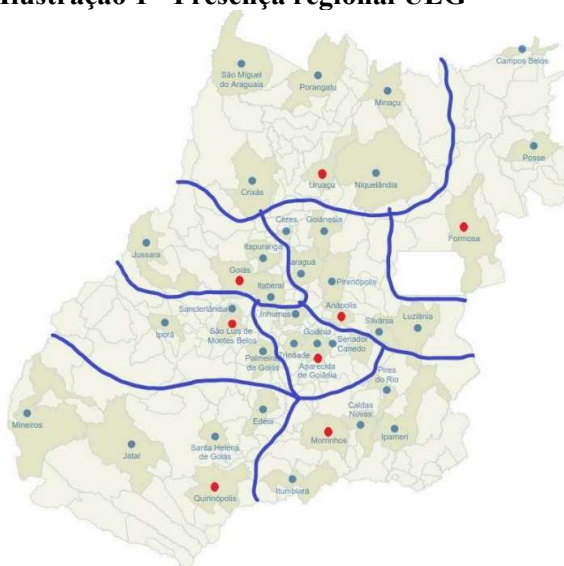 Ilustração 1 - Presença regional UEG
Campos Belos
São Miguel
do Araguaia
Porangatu
Minaçu
Posse
Crixás
Uruaçu
Niquelândia
Ceres
Goianésia
Formosa
Jussara
Itapuranga
Goiás
Jaraguá
Pirenópolis
Itaberaí
Sanclerlândia
Inhumas
Anápolis
Silvânia
Luziânia
Iporá
São Luis de
Montes Belos
Goiânia
Senador
Canedo
Palmeiras
de Goiás
Trindade
Aparecida
de Goiânia
Pires
do Rio
Mineiros
Edéia
Caldas
Novas
Jataí
Santa Helena
de Goiás
Morrinhos
Ipameri
Quirinópolis
Itumbiara